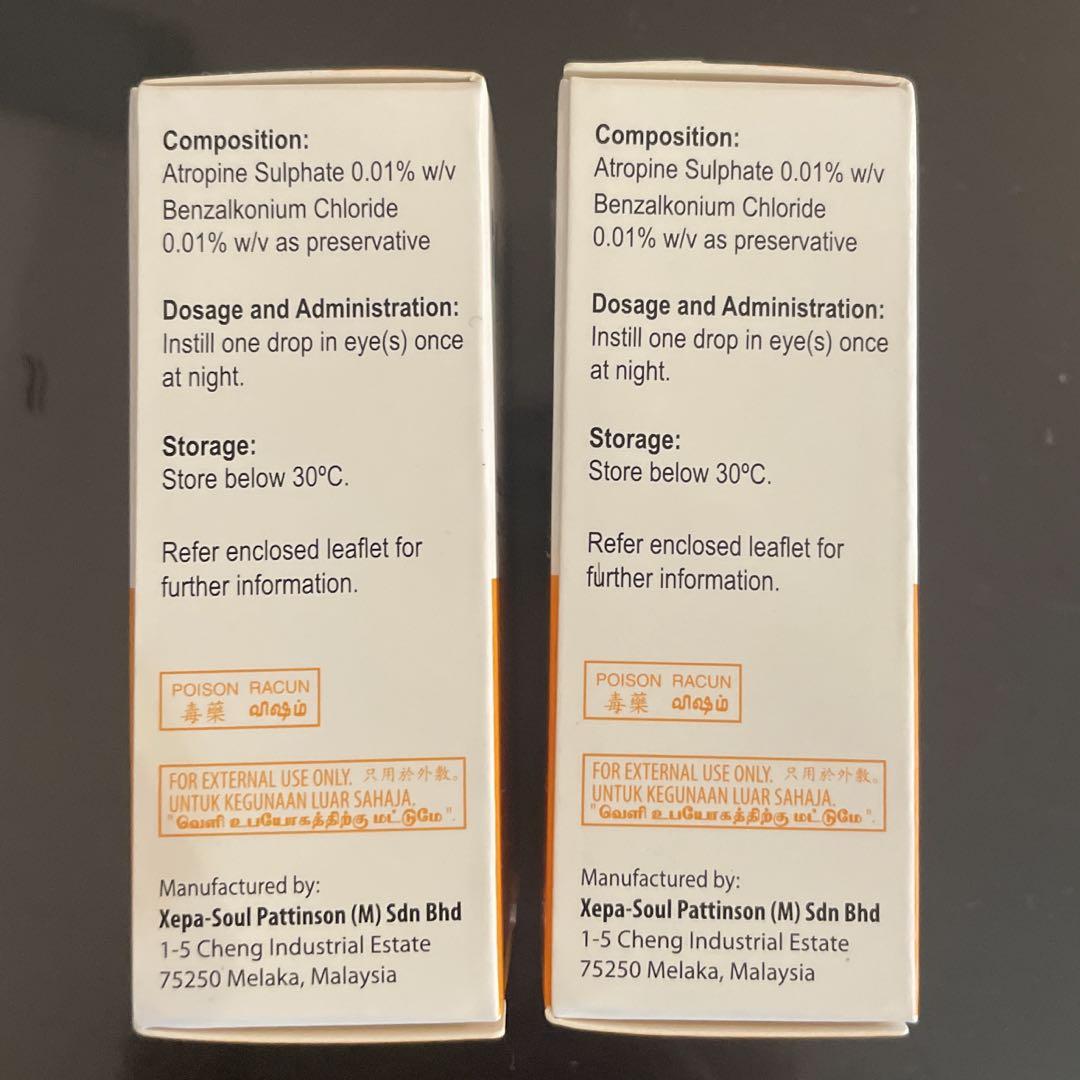 Composition:
Atropine Sulphate 0.01% w/v
Benzalkonium Chloride
0.01% w/v as preservative
Dosage and Administration:
Instill one drop in eye(s) once
at night.
Storage:
Store below 30ºC.
Refer enclosed leaflet for
further information.
POISON RACUN
毒藥 விஷம்
FOR EXTERNAL USE ONLY. 只用於外敷。
UNTUK KEGUNAAN LUAR SAHAJA.
"வெளி உபயோகத்திற்கு மட்டுமே".
Manufactured by:
Xepa-Soul Pattinson (M) Sdn Bhd
1-5 Cheng Industrial Estate
75250 Melaka, Malaysia
Composition:
Atropine Sulphate 0.01% w/v
Benzalkonium Chloride
0.01% w/v as preservative
Dosage and Administration:
Instill one drop in eye(s) once
at night.
Storage:
Store below 30ºC.
Refer enclosed leaflet for
further information.
POISON RACUN
毒藥 விஷம்
FOR EXTERNAL USE ONLY. 只用於外敷。
UNTUK KEGUNAAN LUAR SAHAJA.
"வெளி உபயோகத்திற்கு மட்டுமே".
Manufactured by:
Xepa-Soul Pattinson (M) Sdn Bhd
1-5 Cheng Industrial Estate
75250 Melaka, Malaysia